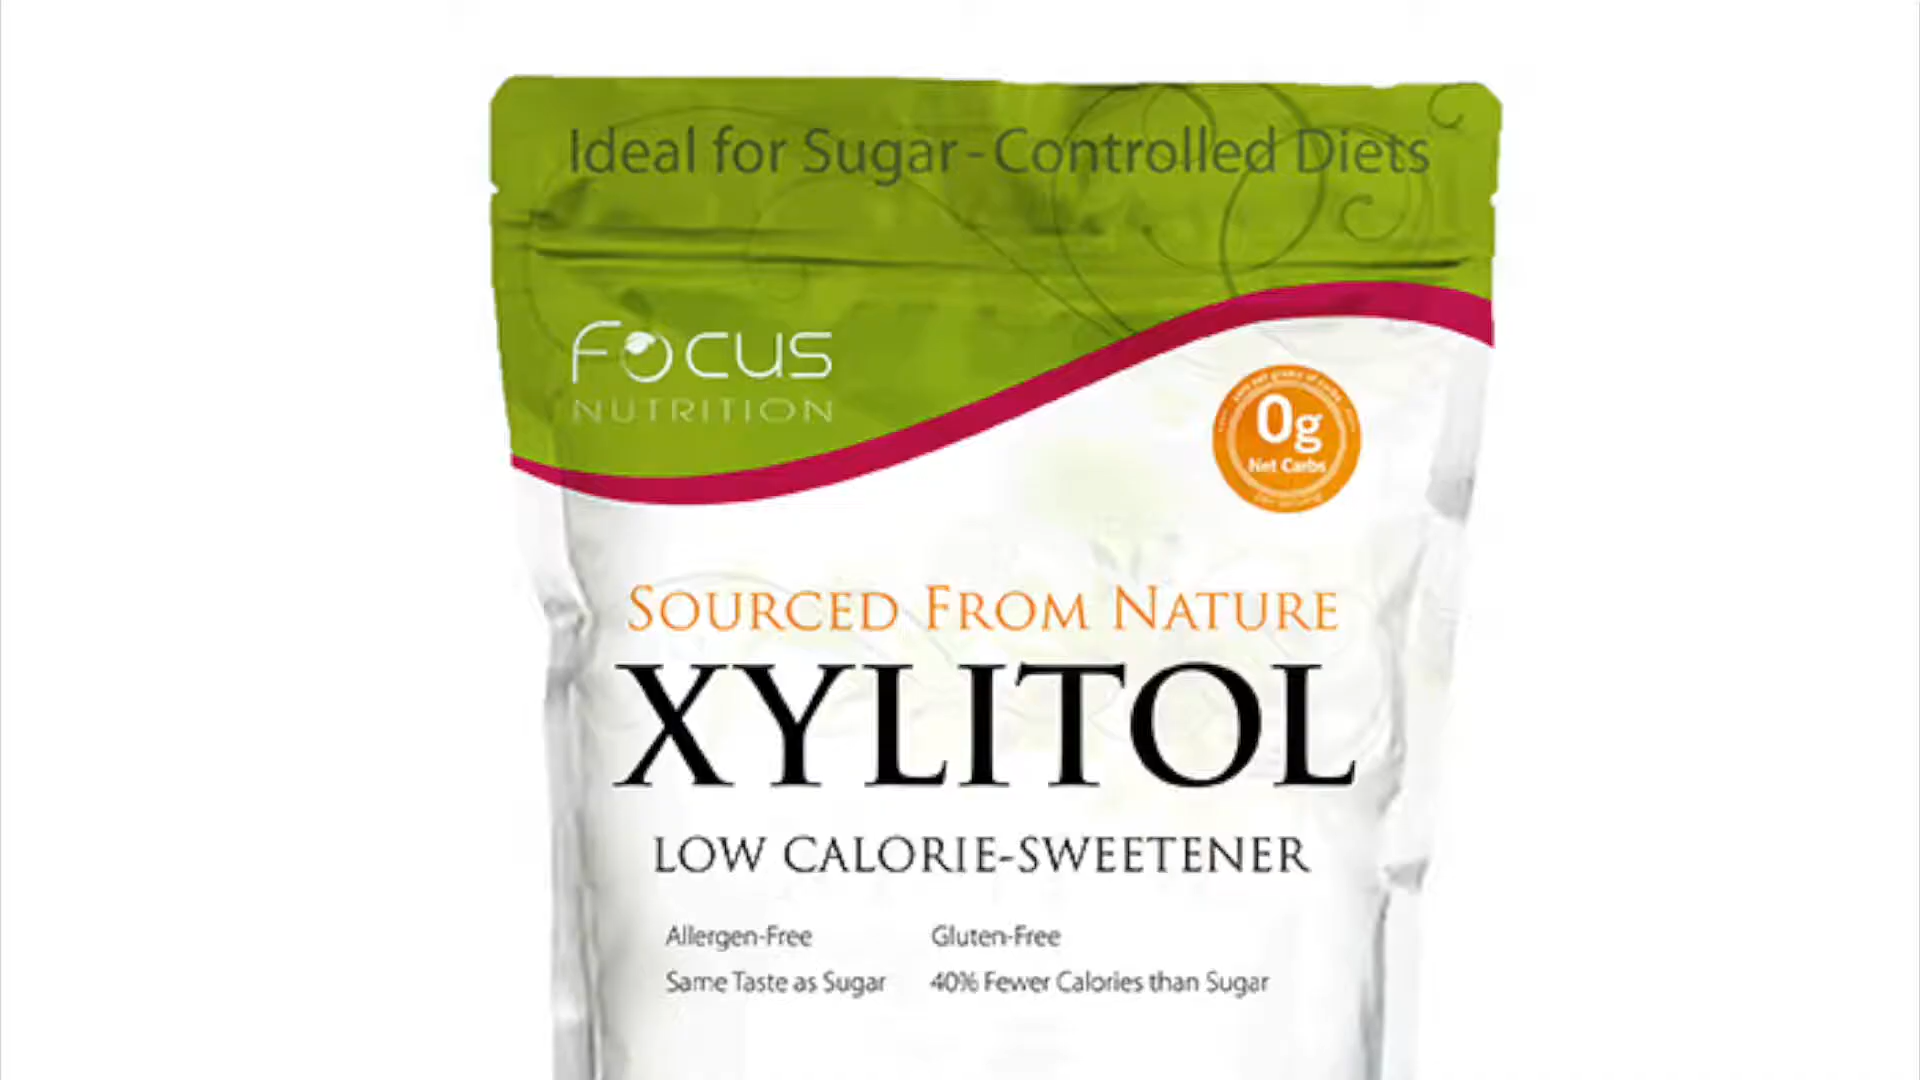 Ideal for Sugar-Controlled Diets
FOCUS
NUTRITION
0g
Net Carbs
SOURCED FROM NATURE
XYLITOL
LOW CALORIE-SWEETENER
Allergen-Free Gluten-Free
Same Taste as Sugar 40% Fewer Calories than Sugar